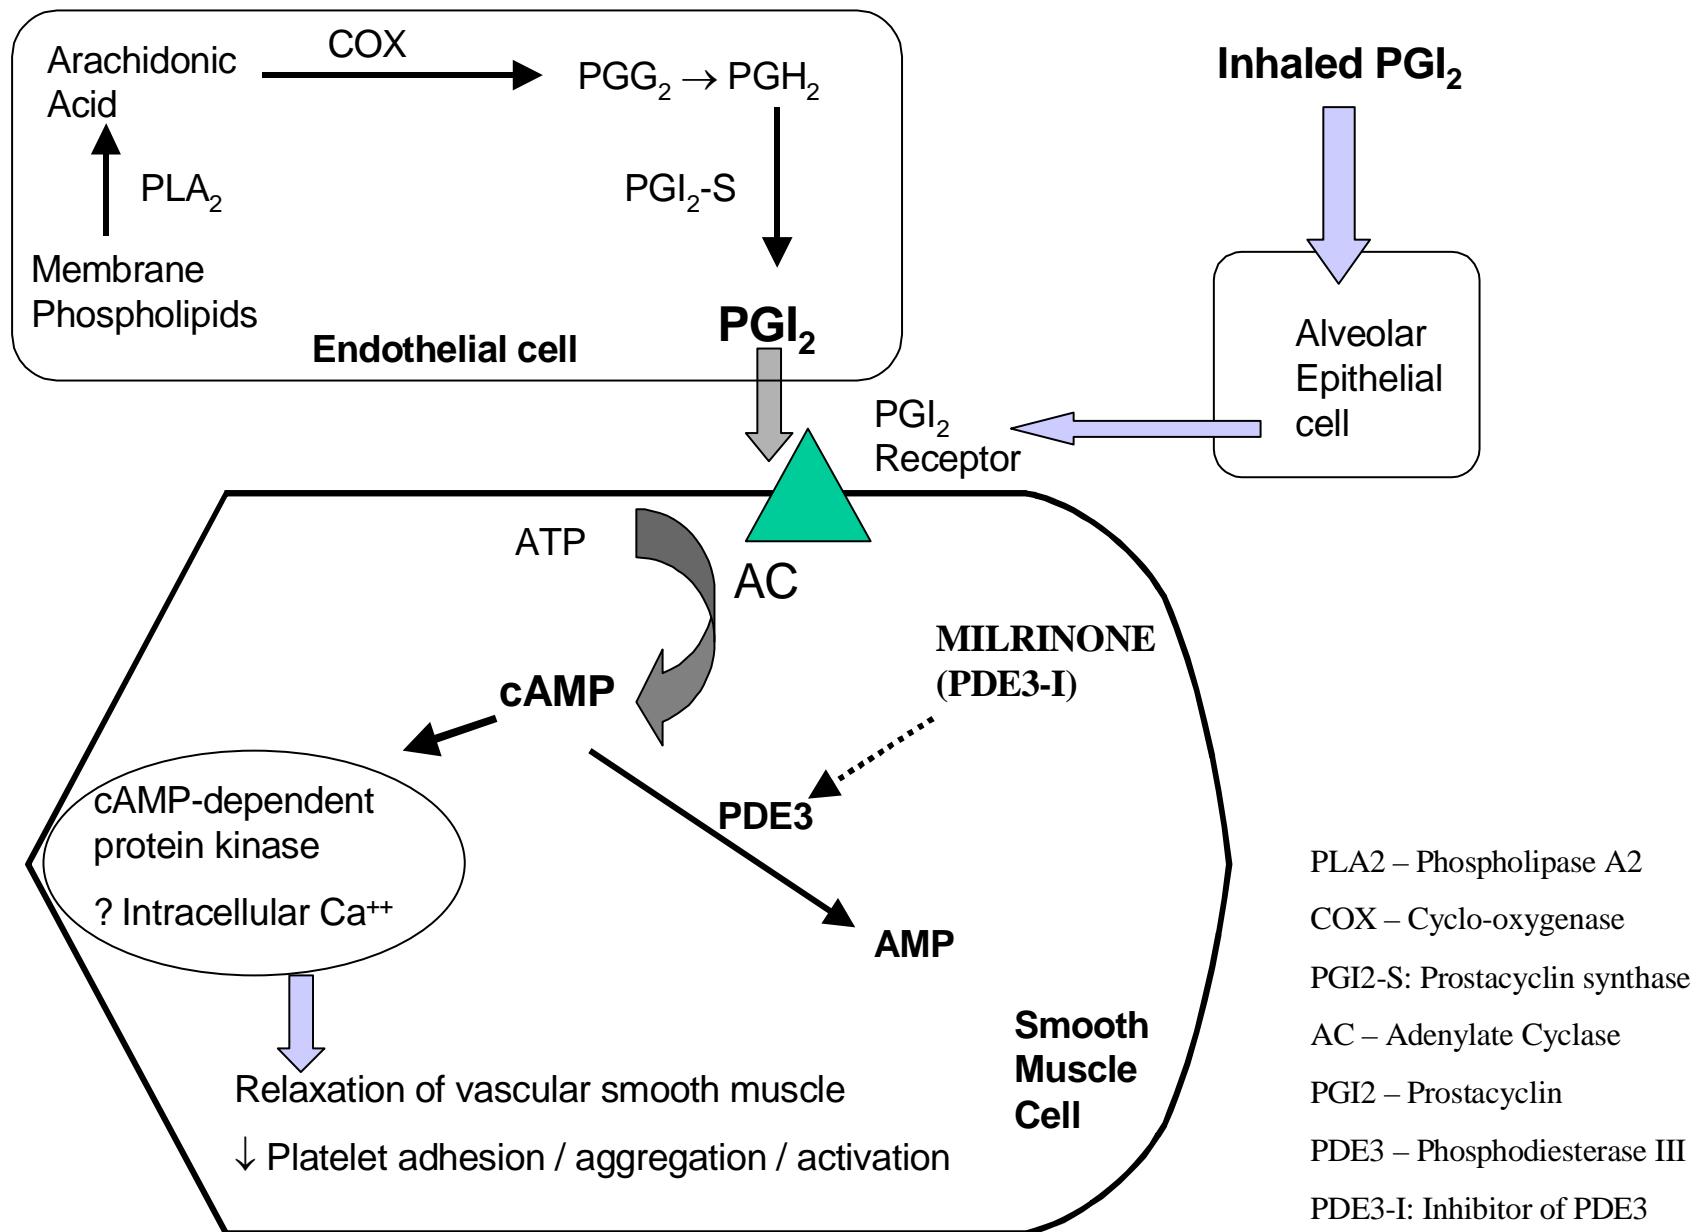 Arachidonic
Acid
COX
PGG₂ → PGH₂
PLA₂
PGI₂-S
Membrane
Phospholipids
PGI₂
Endothelial cell
Inhaled PGI₂
Alveolar
Epithelial
cell
PGI₂
Receptor
ATP
AC
cAMP
MILRINONE
(PDE3-I)
PDE3
AMP
cAMP-dependent
protein kinase
? Intracellular Ca⁺⁺
Relaxation of vascular smooth muscle
↓ Platelet adhesion / aggregation / activation
Smooth
Muscle
Cell
PLA2 – Phospholipase A2
COX – Cyclo-oxygenase
PGI2-S: Prostacyclin synthase
AC – Adenylate Cyclase
PGI2 – Prostacyclin
PDE3 – Phosphodiesterase III
PDE3-I: Inhibitor of PDE3